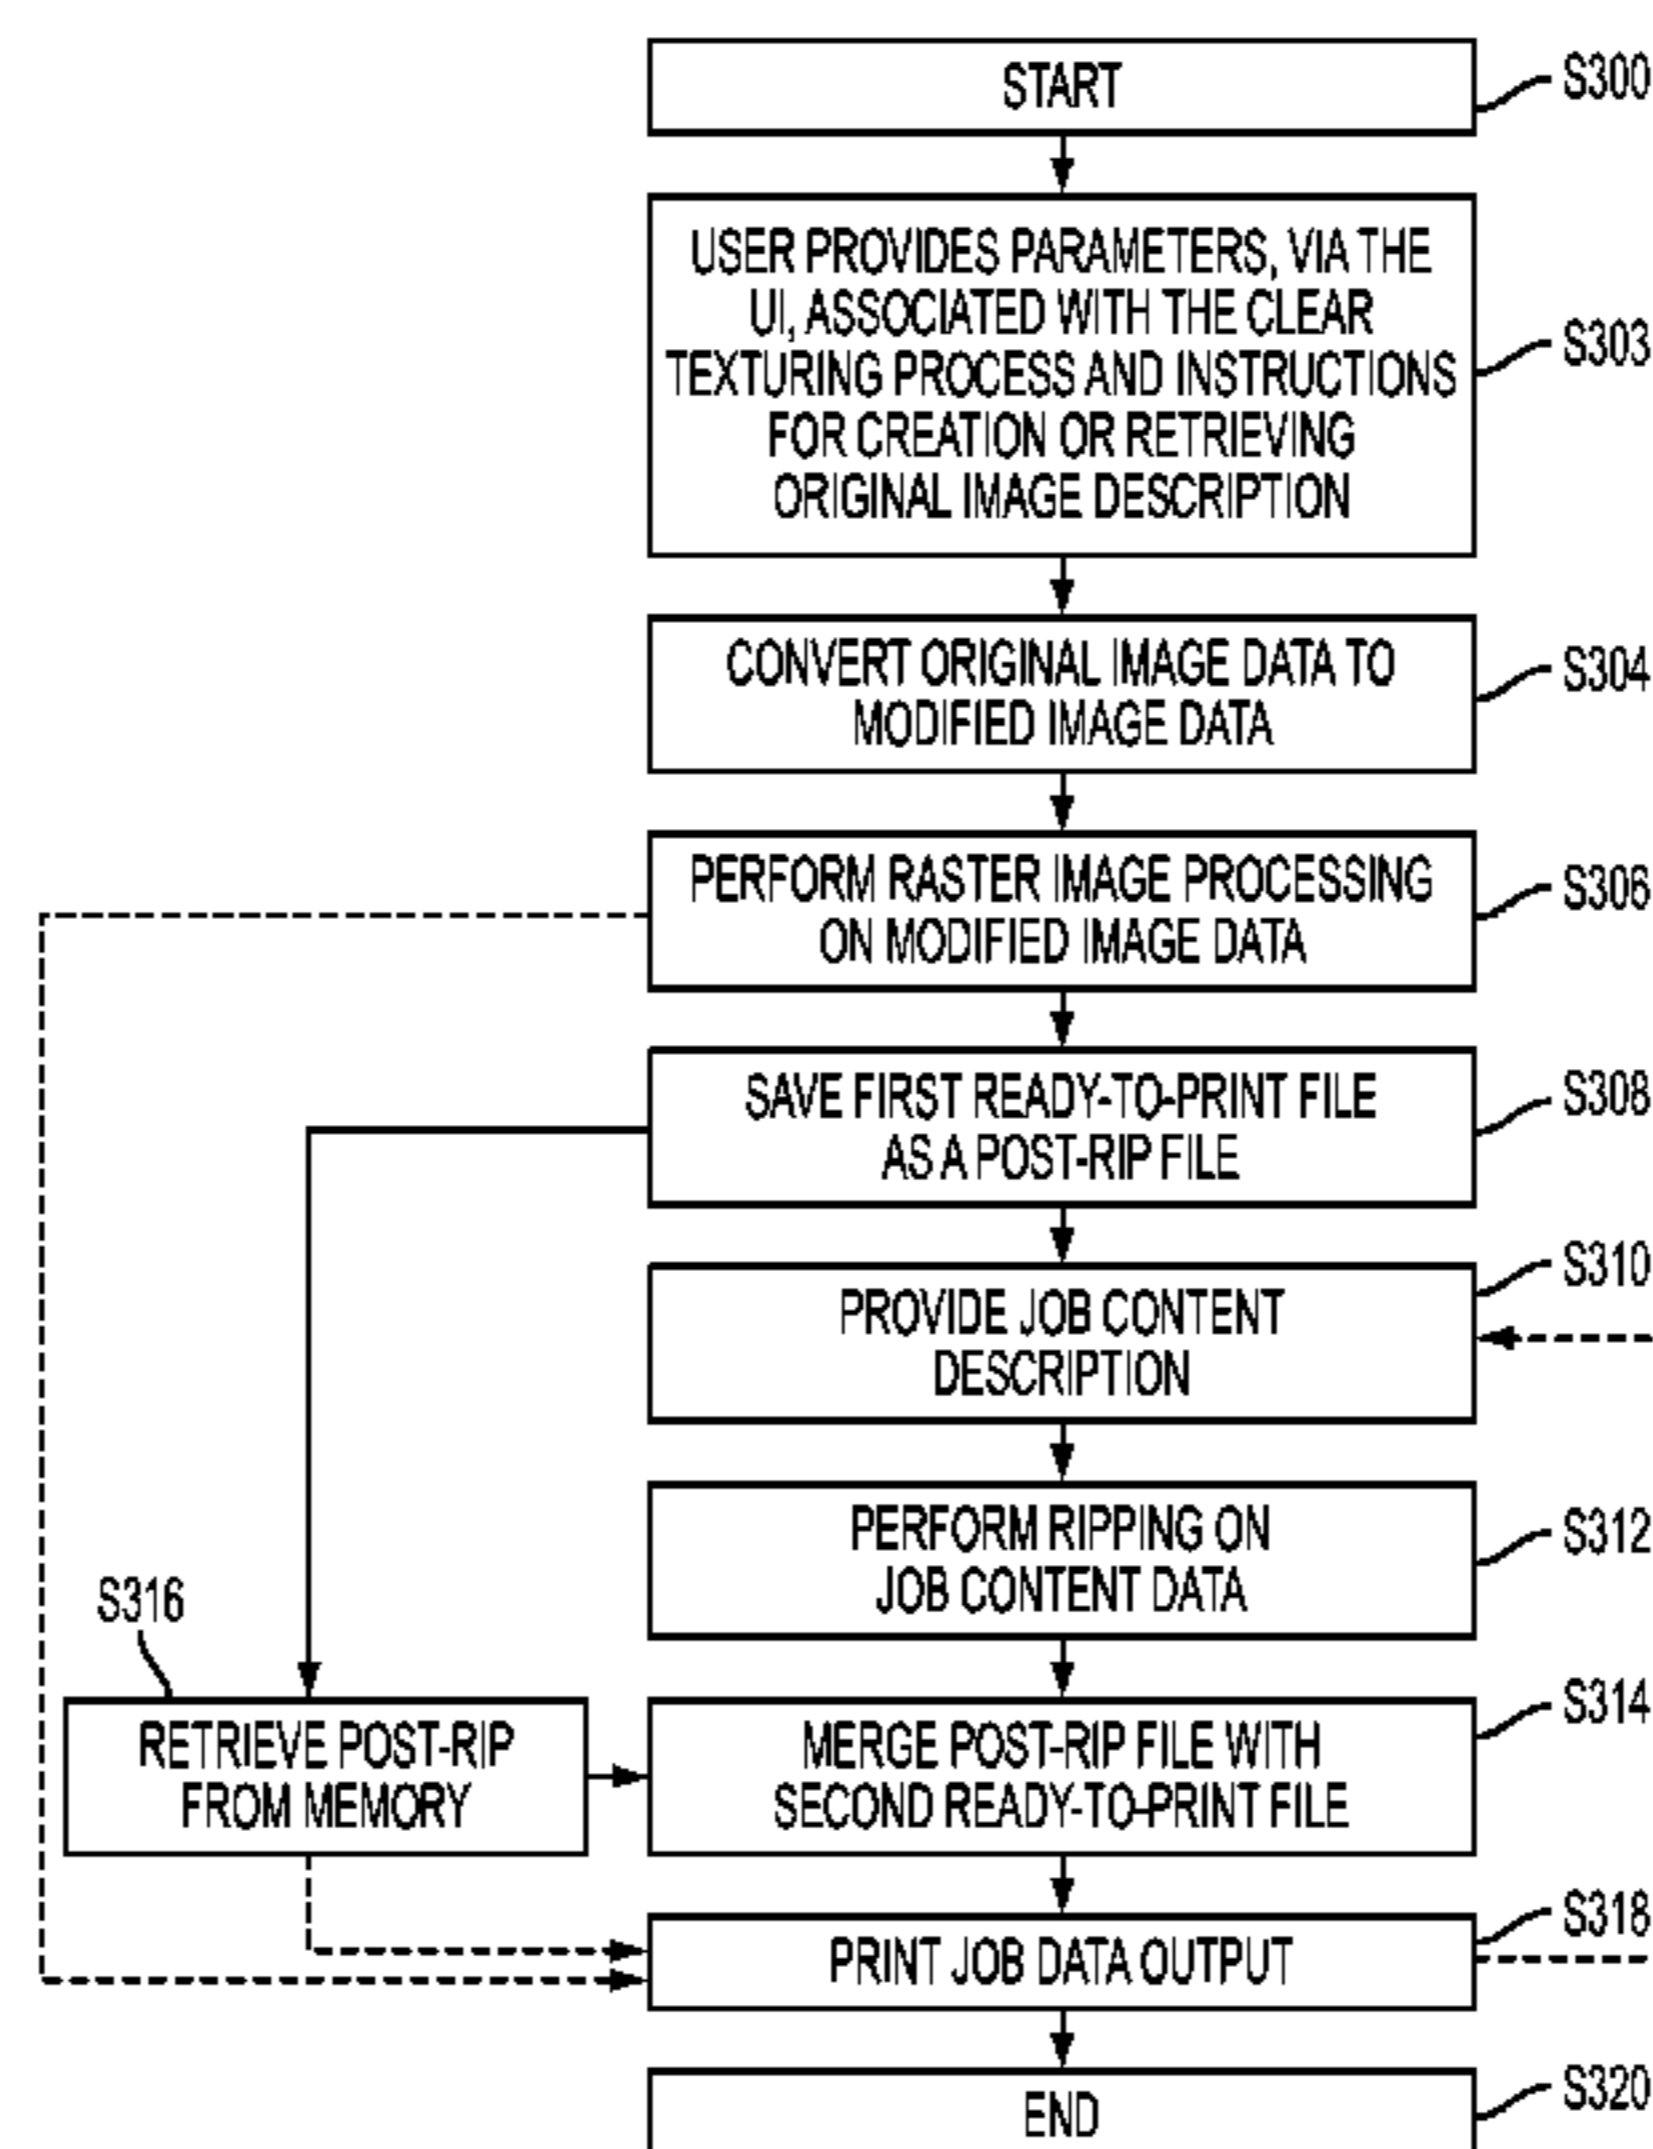 START
S300
USER PROVIDES PARAMETERS, VIA THE
UI, ASSOCIATED WITH THE CLEAR
TEXTURING PROCESS AND INSTRUCTIONS
FOR CREATION OR RETRIEVING
ORIGINAL IMAGE DESCRIPTION
S303
CONVERT ORIGINAL IMAGE DATA TO
MODIFIED IMAGE DATA
S304
PERFORM RASTER IMAGE PROCESSING
ON MODIFIED IMAGE DATA
S306
SAVE FIRST READY-TO-PRINT FILE
AS A POST-RIP FILE
S308
PROVIDE JOB CONTENT
DESCRIPTION
S310
PERFORM RIPPING ON
JOB CONTENT DATA
S312
S316
RETRIEVE POST-RIP
FROM MEMORY
MERGE POST-RIP FILE WITH
SECOND READY-TO-PRINT FILE
S314
PRINT JOB DATA OUTPUT
S318
END
S320